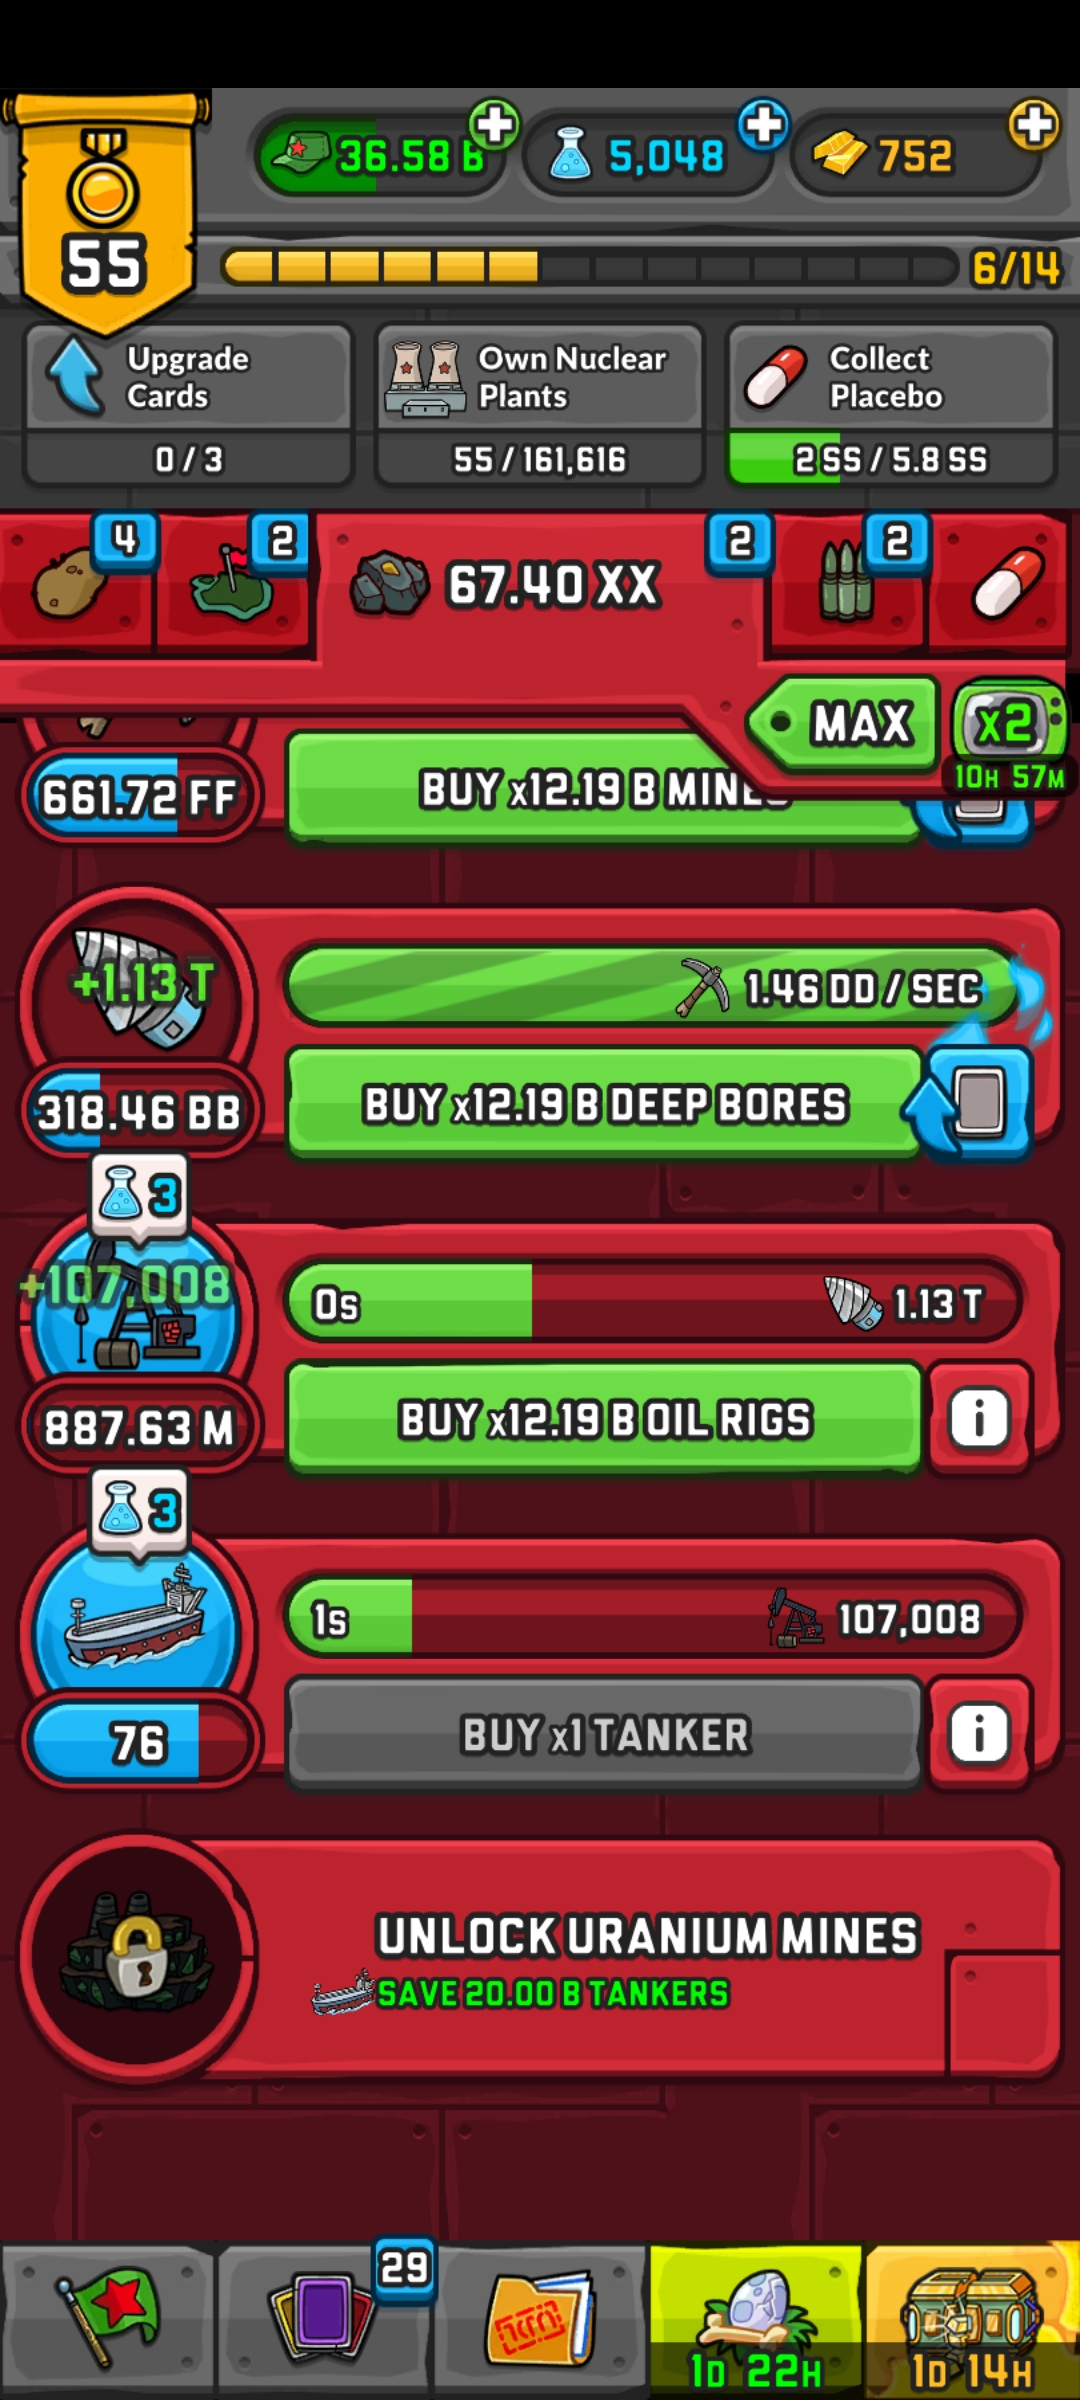 36.58 B
5,048
752
55
6/14
Upgrade
Cards
0 / 3
Own Nuclear
Plants
55 / 161,616
Collect
Placebo
2 SS / 5.8 SS
4
2
67.40 XX
2
2
MAX
x2
10H 57M
661.72 FF
BUY x12.19 B MINES
+1.13 T
1.46 DD / SEC
318.46 BB
BUY x12.19 B DEEP BORES
3
+107,008
0s
1.13 T
887.63 M
BUY x12.19 B OIL RIGS
i
3
1s
107,008
76
BUY x1 TANKER
i
UNLOCK URANIUM MINES
SAVE 20.00 B TANKERS
29
1D 22H
1D 14H